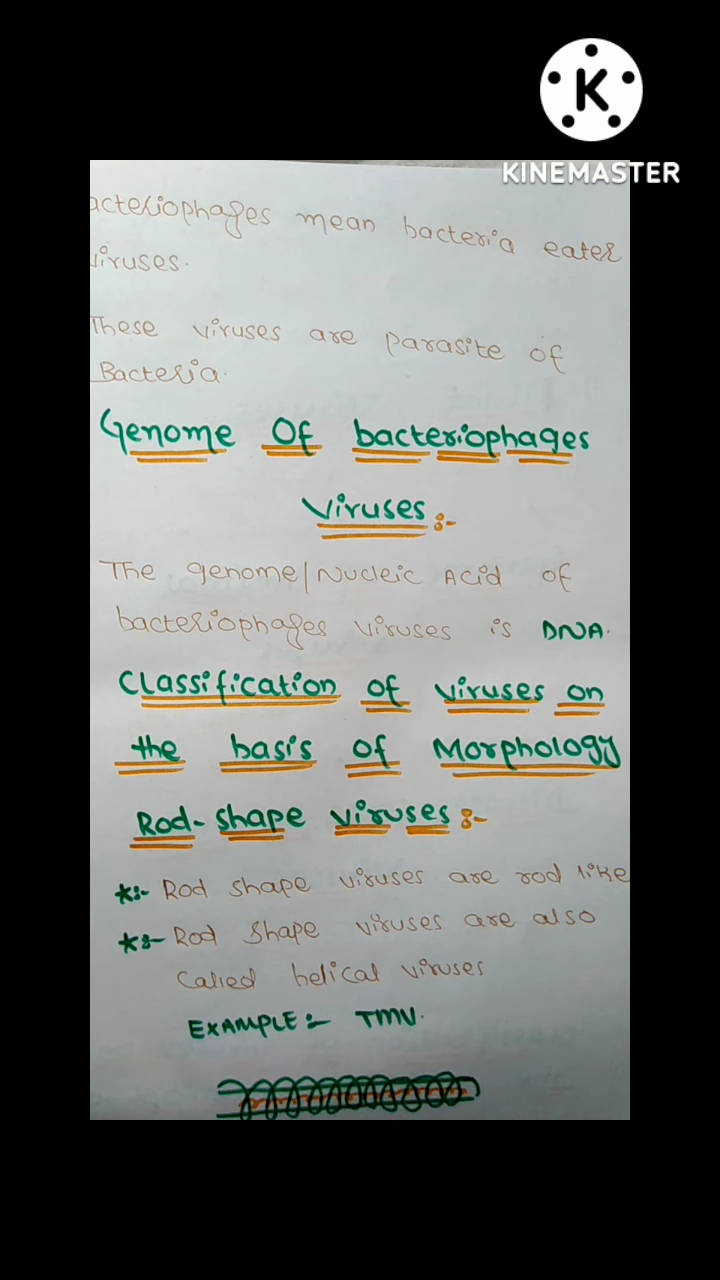 K
KINEMASTER
acteriophages mean bacteria eater
viruses.
These viruses are parasite of
Bacteria.
Genome Of bacteriophages
Viruses:-
The genome/Nucleic Acid of
bacteriophages viruses is DNA.
Classification of viruses on
the basis of Morphology
Rod-shape viruses:-
*:- Rod shape viruses are rod like
*:- Rod shape viruses are also
called helical viruses
EXAMPLE:- TMV.